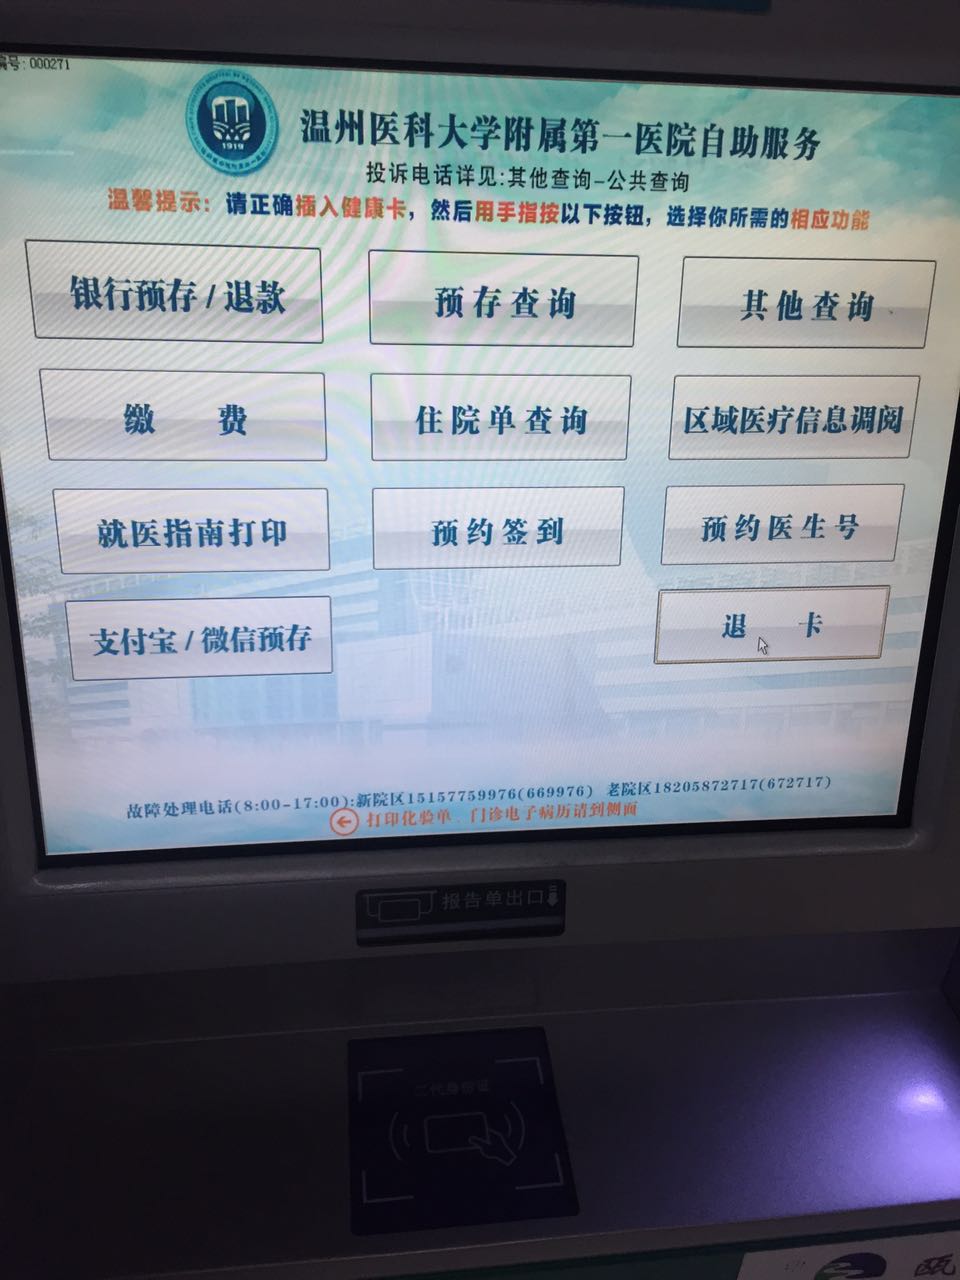 编号:000271
1919
温州医科大学附属第一医院自助服务
投诉电话详见:其他查询-公共查询
温馨提示：请正确插入健康卡，然后用手指按以下按钮，选择你所需的相应功能
银行预存/退款 预存查询 其他查询
缴 费 住院单查询 区域医疗信息调阅
就医指南打印 预约签到 预约医生号
支付宝/微信预存 退 卡
故障处理电话(8:00-17:00):新院区15157759976(669976) 老院区18205872717(672717)
打印化验单、门诊电子病历请到侧面
报告单出口
二代身份证